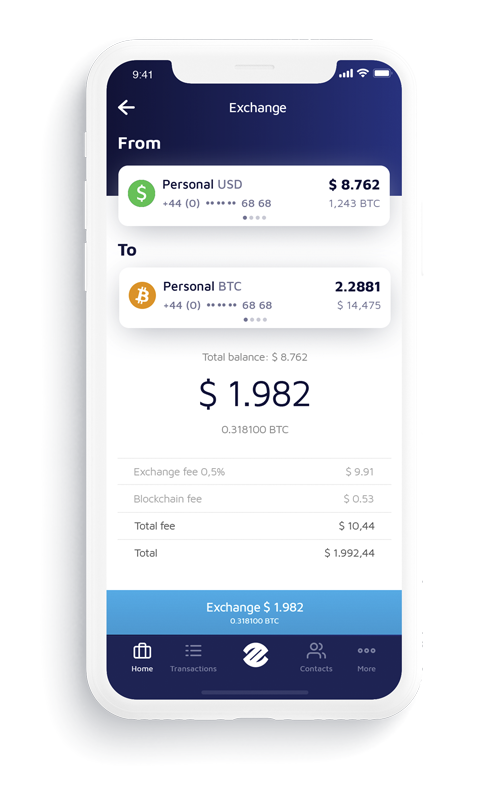 9:41
Exchange
From
Personal USD $ 8.762
+44 (0) •• •• •• 68 68 1,243 BTC
To
Personal BTC 2.2881
+44 (0) •• •• •• 68 68 $ 14,475
Total balance: $ 8.762
$ 1.982
0.318100 BTC
Exchange fee 0,5% $ 9.91
Blockchain fee $ 0.53
Total fee $ 10,44
Total $ 1.992,44
Exchange $ 1.982
0.318100 BTC
Home Transactions Contacts More